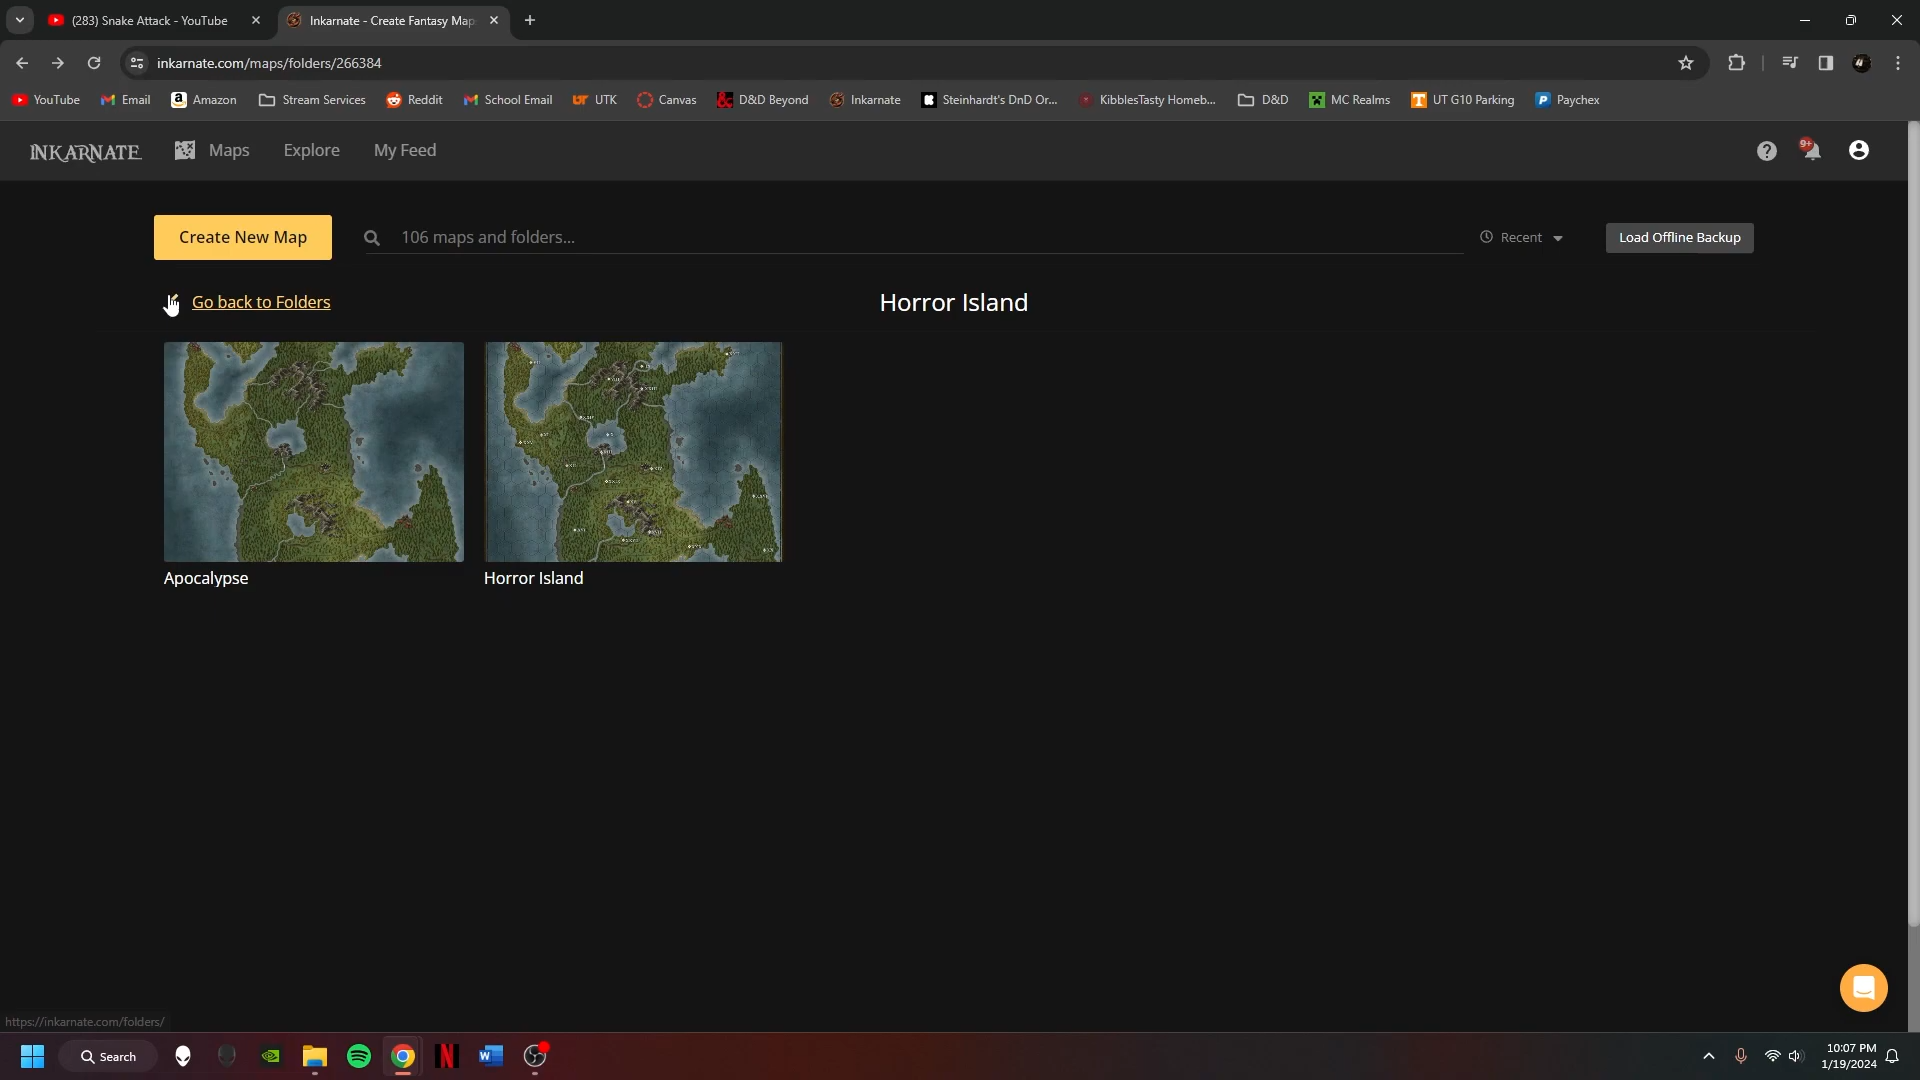 (283) Snake Attack - YouTube
Inkarnate - Create Fantasy Map
inkarnate.com/maps/folders/266384
YouTube
Email
Amazon
Stream Services
Reddit
School Email
UTK
Canvas
D&D Beyond
Inkarnate
Steinhardt's DnD Or...
KibblesTasty Homeb...
D&D
MC Realms
UT G10 Parking
Paychex
INKARNATE
Maps
Explore
My Feed
9+
Create New Map
106 maps and folders...
Recent
Load Offline Backup
Go back to Folders
Horror Island
Apocalypse
Horror Island
https://inkarnate.com/folders/
Search
10:07 PM
1/19/2024